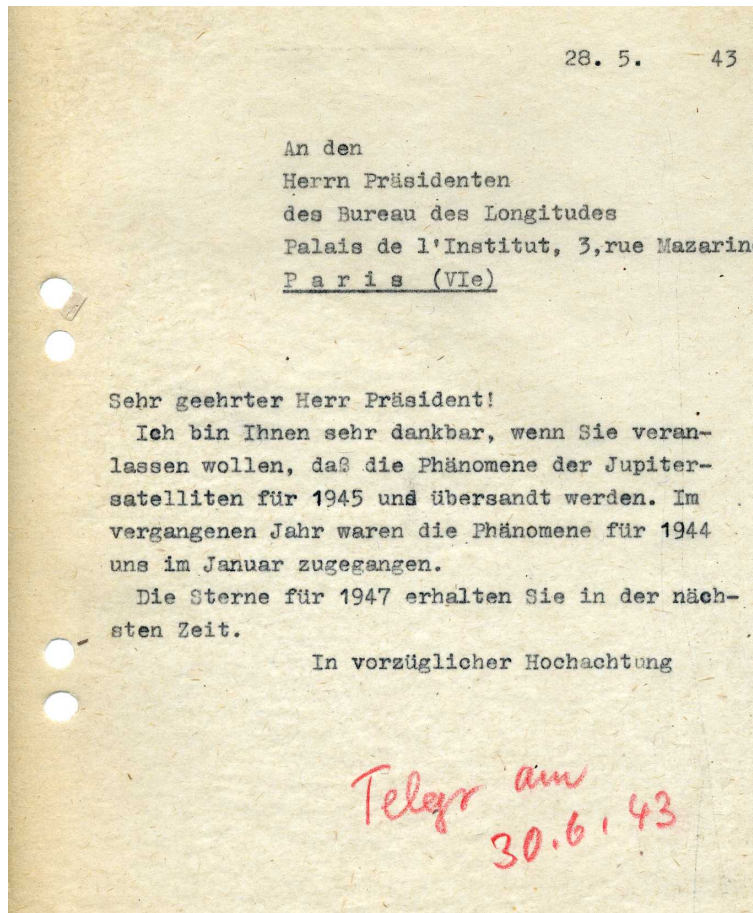 28. 5. 43
An den
Herrn Präsidenten
des Bureau des Longitudes
Palais de l'Institut, 3,rue Mazarine
P a r i s (VIe)
Sehr geehrter Herr Präsident!
Ich bin Ihnen sehr dankbar, wenn Sie veran-
lassen wollen, daß die Phänomene der Jupiter-
satelliten für 1945 und übersandt werden. Im
vergangenen Jahr waren die Phänomene für 1944
uns im Januar zugegangen.
Die Sterne für 1947 erhalten Sie in der näch-
sten Zeit.
In vorzüglicher Hochachtung
Telegr am
30.6.43